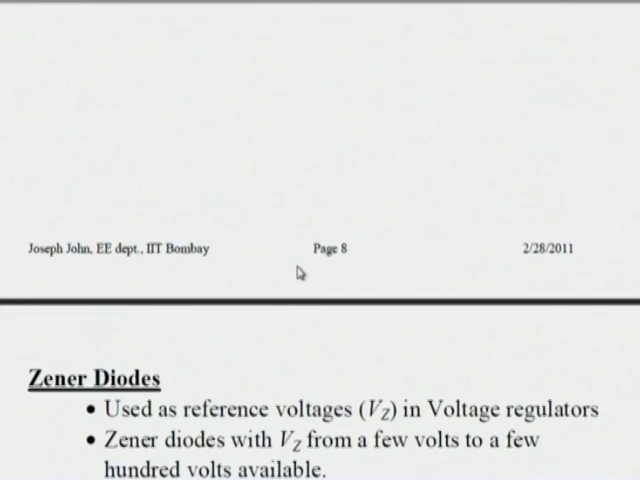 Joseph John, EE dept., IIT Bombay Page 8 2/28/2011
Zener Diodes
• Used as reference voltages (VZ) in Voltage regulators
• Zener diodes with VZ from a few volts to a few
hundred volts available.